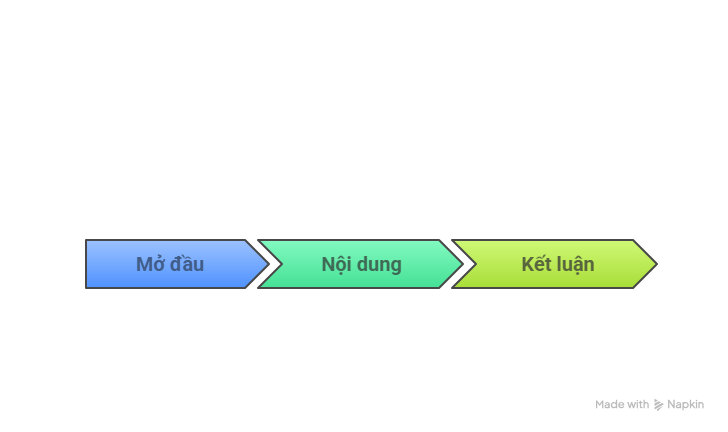 Mở đầu
Nội dung
Kết luận
Made with Napkin